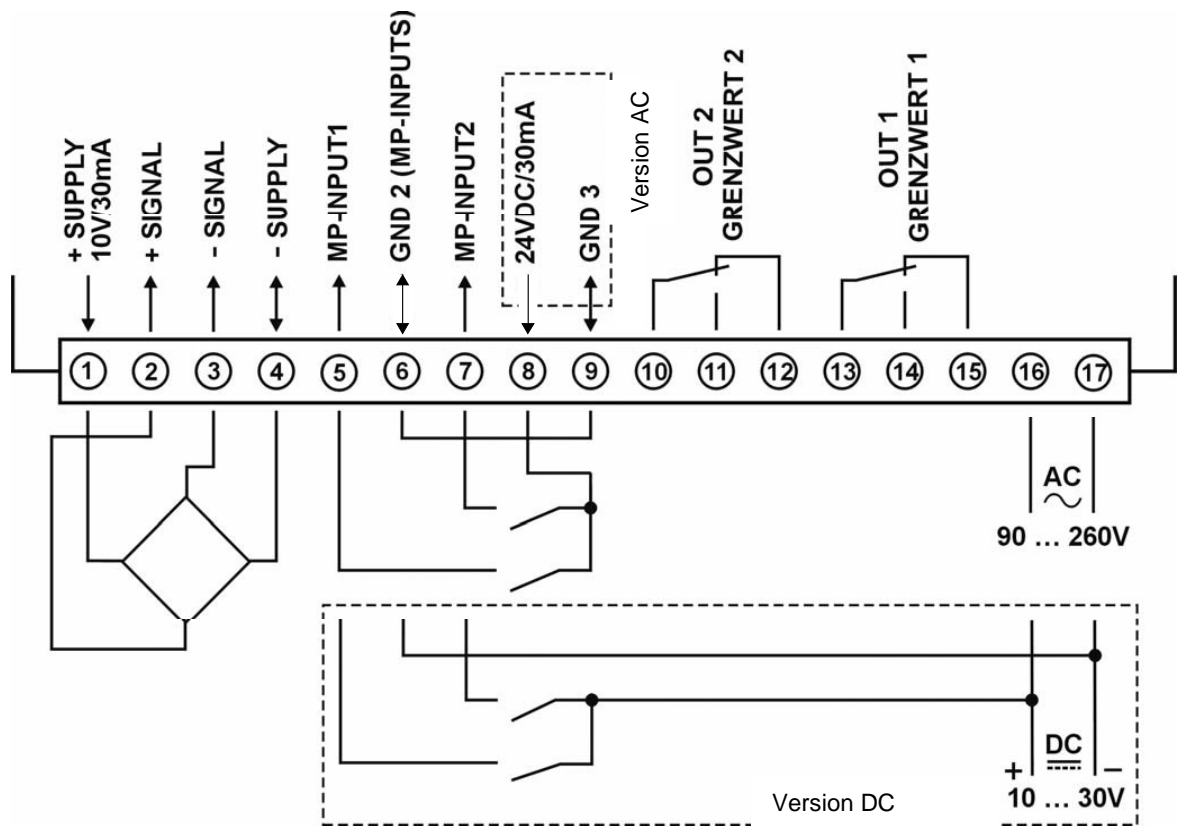 + SUPPLY
10V/30mA
+ SIGNAL
- SIGNAL
- SUPPLY
MP-INPUT1
GND 2 (MP-INPUTS)
MP-INPUT2
24VDC/30mA
GND 3
Version AC
OUT 2
GRENZWERT 2
OUT 1
GRENZWERT 1
1 2 3 4 5 6 7 8 9 10 11 12 13 14 15 16 17
AC
90 ... 260V
DC
+ −
10 ... 30V
Version DC